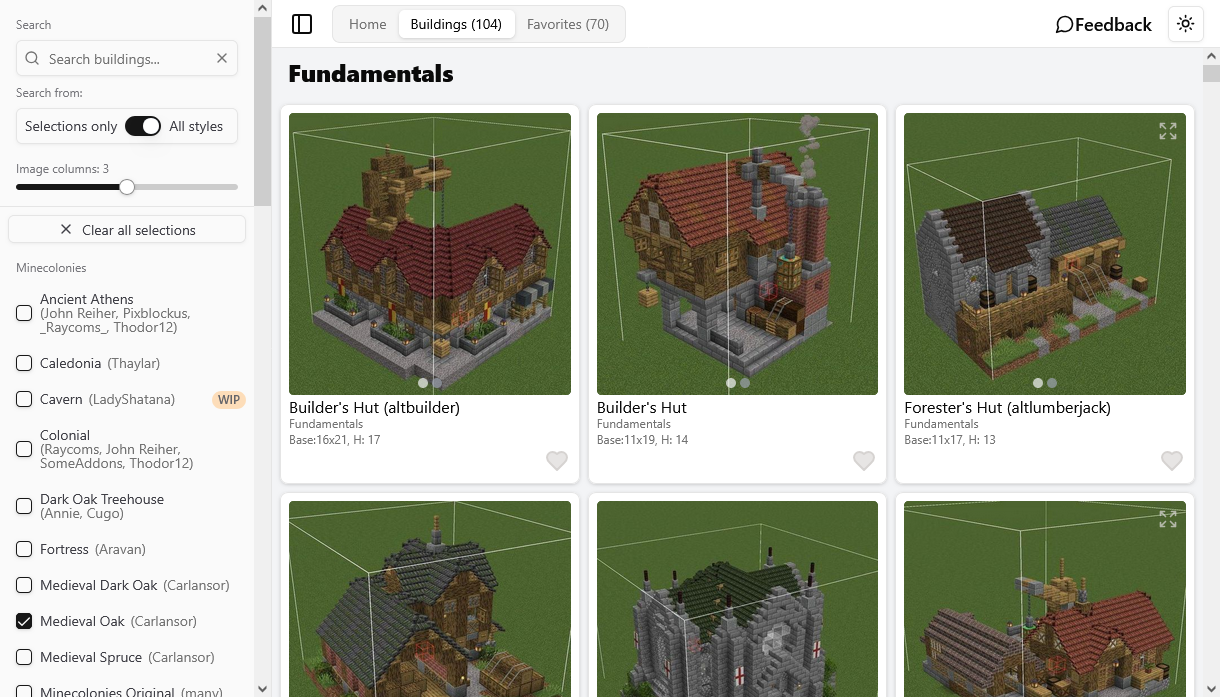 Search
Search buildings...
Search from:
Selections only All styles
Image columns: 3
Clear all selections
Minecolonies
Ancient Athens
(John Reiher, Pixblockus,
_Raycoms_, Thodor12)
Caledonia (Thaylar)
Cavern (LadyShatana) WIP
Colonial
(Raycoms, John Reiher,
SomeAddons, Thodor12)
Dark Oak Treehouse
(Annie, Cugo)
Fortress (Aravan)
Medieval Dark Oak (Carlansor)
Medieval Oak (Carlansor)
Medieval Spruce (Carlansor)
Minecolonies Original (many)
Home Buildings (104) Favorites (70) Feedback
Fundamentals
Builder's Hut (altbuilder)
Fundamentals
Base:16x21, H: 17
Builder's Hut
Fundamentals
Base:11x19, H: 14
Forester's Hut (altlumberjack)
Fundamentals
Base:11x17, H: 13